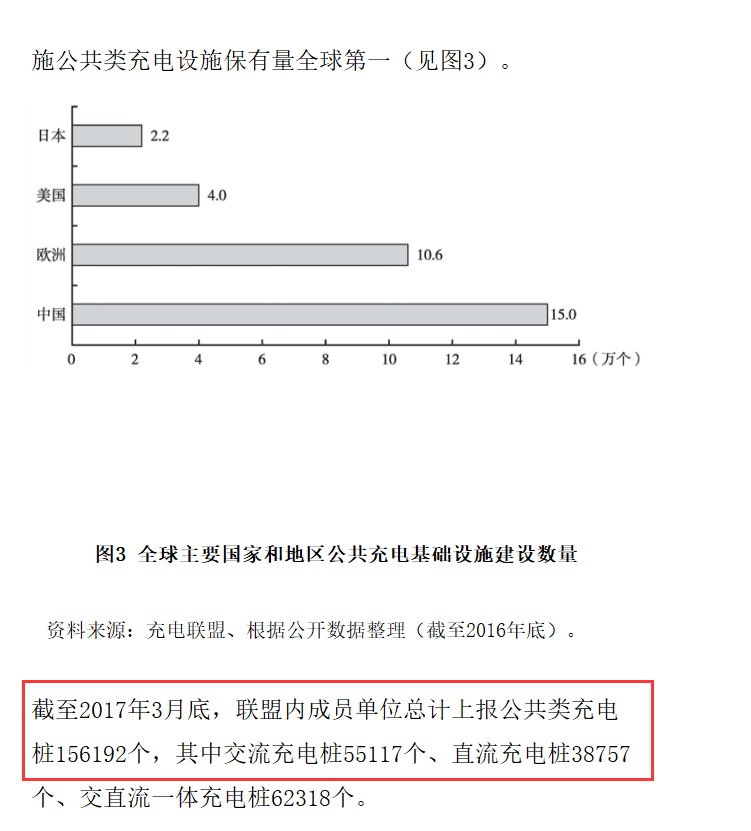 施公共类充电设施保有量全球第一（见图3）。
日本 2.2
美国 4.0
欧洲 10.6
中国 15.0
0 2 4 6 8 10 12 14 16（万个）
图3 全球主要国家和地区公共充电基础设施建设数量
资料来源：充电联盟、根据公开数据整理（截至2016年底）。
截至2017年3月底，联盟内成员单位总计上报公共类充电
桩156192个，其中交流充电桩55117个、直流充电桩38757
个、交直流一体充电桩62318个。